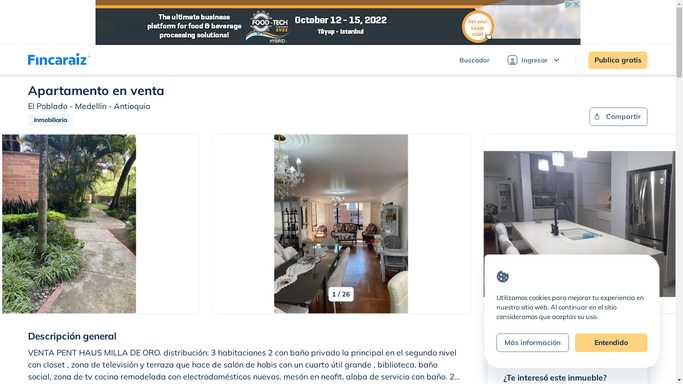 The ultimate business
platform for food & beverage
processing solutions!
FOOD-TECH
HYBRID
October 12 - 15, 2022
Tüyap - Istanbul
Get your
ticket
now!
Fincaraiz
Buscador
Ingresar
Publica gratis
Apartamento en venta
El Poblado - Medellín - Antioquia
Inmobiliaria
Compartir
1 / 26
Utilizamos cookies para mejorar tu experiencia en
nuestro sitio web. Al continuar en el sitio
consideramos que aceptas su uso.
Más información
Entendido
Descripción general
VENTA PENT HAUS MILLA DE ORO. distribución: 3 habitaciones 2 con baño privado la principal en el segundo nivel
con closet , zona de televisión y terraza que hace de salón de hobis con un cuarto útil grande , biblioteca, baño
social, zona de tv cocina remodelada con electrodomésticos nuevos, mesón en neofit, aloba de servicio con baño. 2...
¿Te interesó este inmueble?